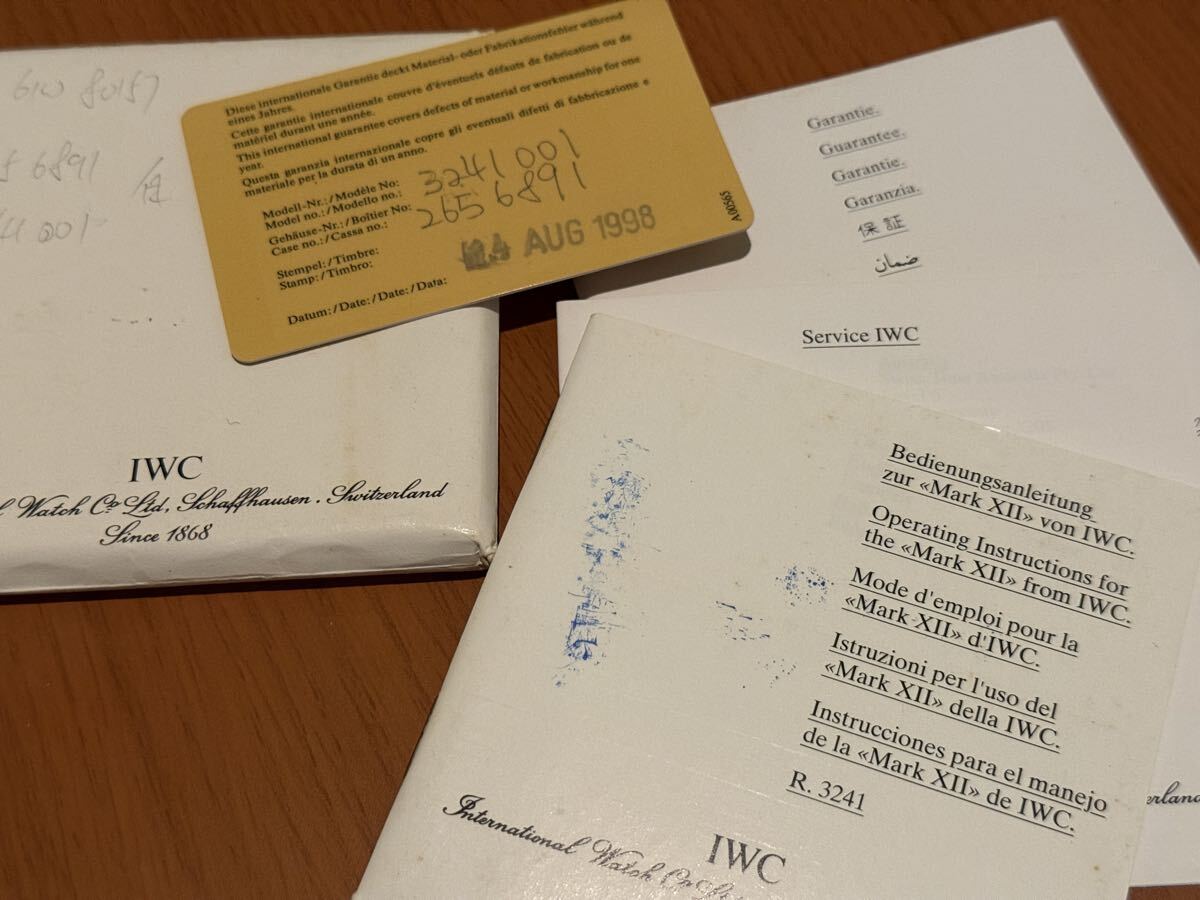 610 80157
6891
001
IWC
Watch Co. Ltd, Schaffhausen. Switzerland
Since 1868
Diese internationale Garantie deckt Material- oder Fabrikationsfehler während
eines Jahres.
Cette garantie internationale couvre d'éventuels défauts de fabrication ou de
matériel durant une année.
This international guarantee covers defects of material or workmanship for one
year.
Questa garanzia internazionale copre gli eventuali difetti di fabbricazione e
materiale per la durata di un anno.
Modell-Nr.:/Modèle No:
Model no.:/Modello no.: 3241 001
Gehäuse-Nr.:/Boîtier No:
Case no.:/Cassa no.: 2656891
Stempel:/Timbre:
Stamp:/Timbro:
AUG 1998
Datum:/Date:/Date:/Data:
A00565
Garantie.
Guarantee.
Garantie.
Garanzia.
保証
ضمان
Service IWC
Bedienungsanleitung
zur «Mark XII» von IWC.
Operating Instructions for
the «Mark XII» from IWC.
Mode d'emploi pour la
«Mark XII» d'IWC.
Istruzioni per l'uso del
«Mark XII» della IWC.
Instrucciones para el manejo
de la «Mark XII» de IWC.
R. 3241
IWC
International Watch Co